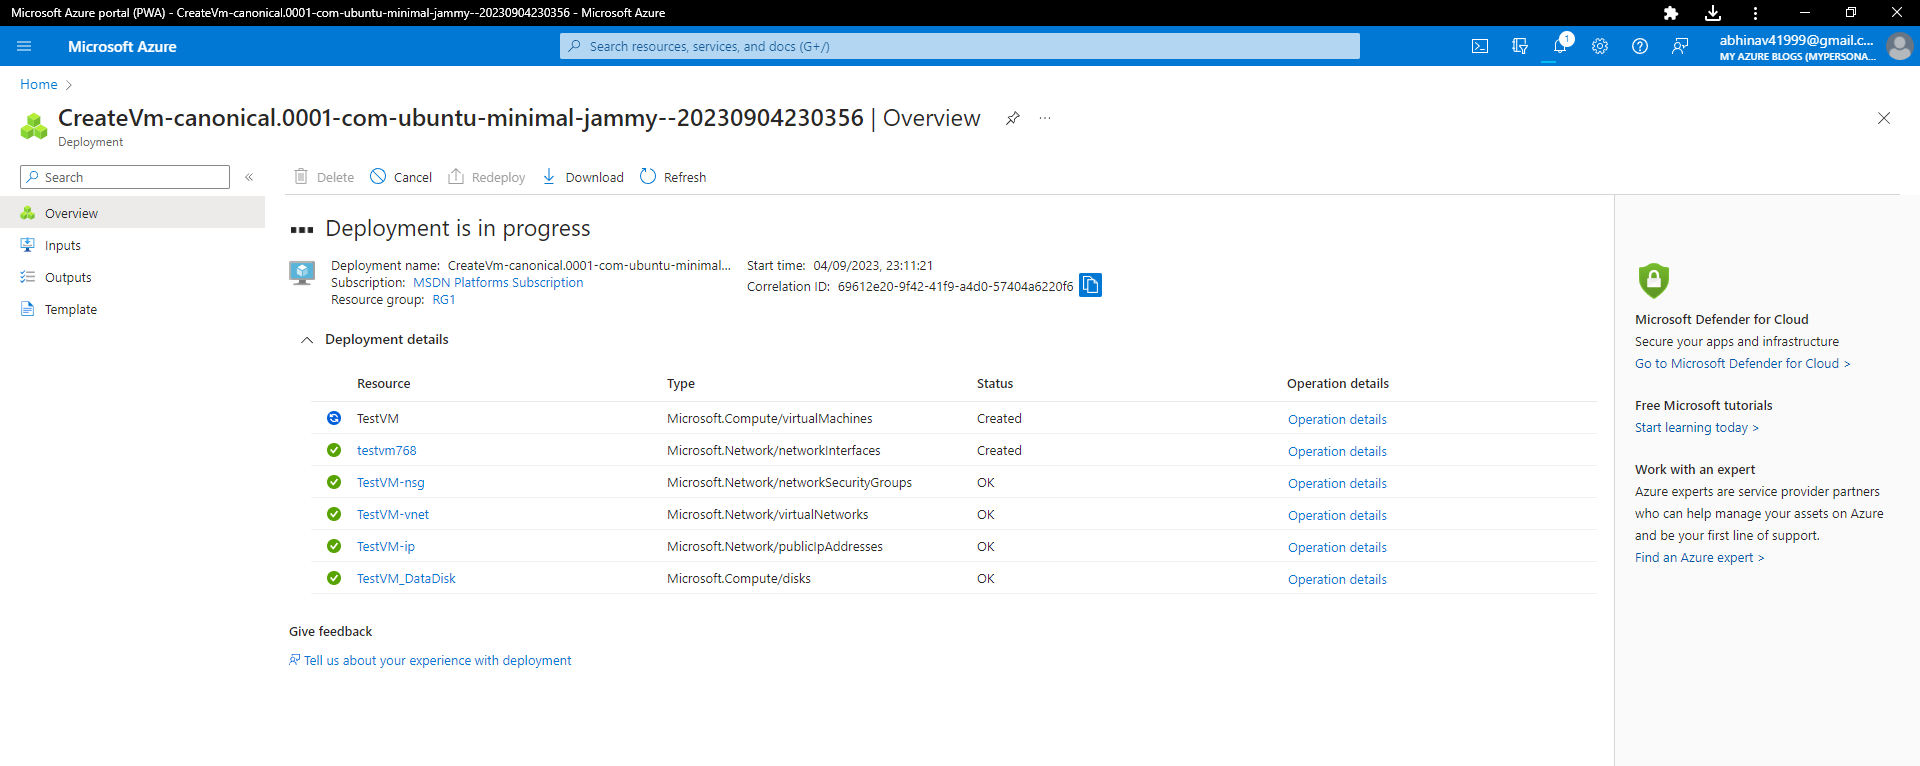 Microsoft Azure portal (PWA) - CreateVm-canonical.0001-com-ubuntu-minimal-jammy--20230904230356 - Microsoft Azure
Microsoft Azure
Search resources, services, and docs (G+/)
1
abhinav41999@gmail.c...
MY AZURE BLOGS (MYPERSONA...
Home
CreateVm-canonical.0001-com-ubuntu-minimal-jammy--20230904230356 | Overview
Deployment
Search
Delete Cancel Redeploy Download Refresh
Overview
Inputs
Outputs
Template
Deployment is in progress
Deployment name: CreateVm-canonical.0001-com-ubuntu-minimal...
Subscription: MSDN Platforms Subscription
Resource group: RG1
Start time: 04/09/2023, 23:11:21
Correlation ID: 69612e20-9f42-41f9-a4d0-57404a6220f6
Deployment details
Resource Type Status Operation details
TestVM Microsoft.Compute/virtualMachines Created Operation details
testvm768 Microsoft.Network/networkInterfaces Created Operation details
TestVM-nsg Microsoft.Network/networkSecurityGroups OK Operation details
TestVM-vnet Microsoft.Network/virtualNetworks OK Operation details
TestVM-ip Microsoft.Network/publicIpAddresses OK Operation details
TestVM_DataDisk Microsoft.Compute/disks OK Operation details
Give feedback
Tell us about your experience with deployment
Microsoft Defender for Cloud
Secure your apps and infrastructure
Go to Microsoft Defender for Cloud >
Free Microsoft tutorials
Start learning today >
Work with an expert
Azure experts are service provider partners
who can help manage your assets on Azure
and be your first line of support.
Find an Azure expert >